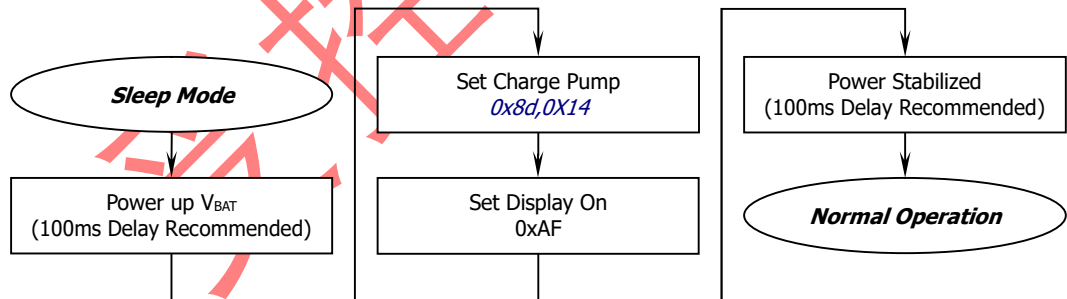 Sleep Mode
Power up VBAT
(100ms Delay Recommended)
Set Charge Pump
0x8d,0X14
Set Display On
0xAF
Power Stabilized
(100ms Delay Recommended)
Normal Operation